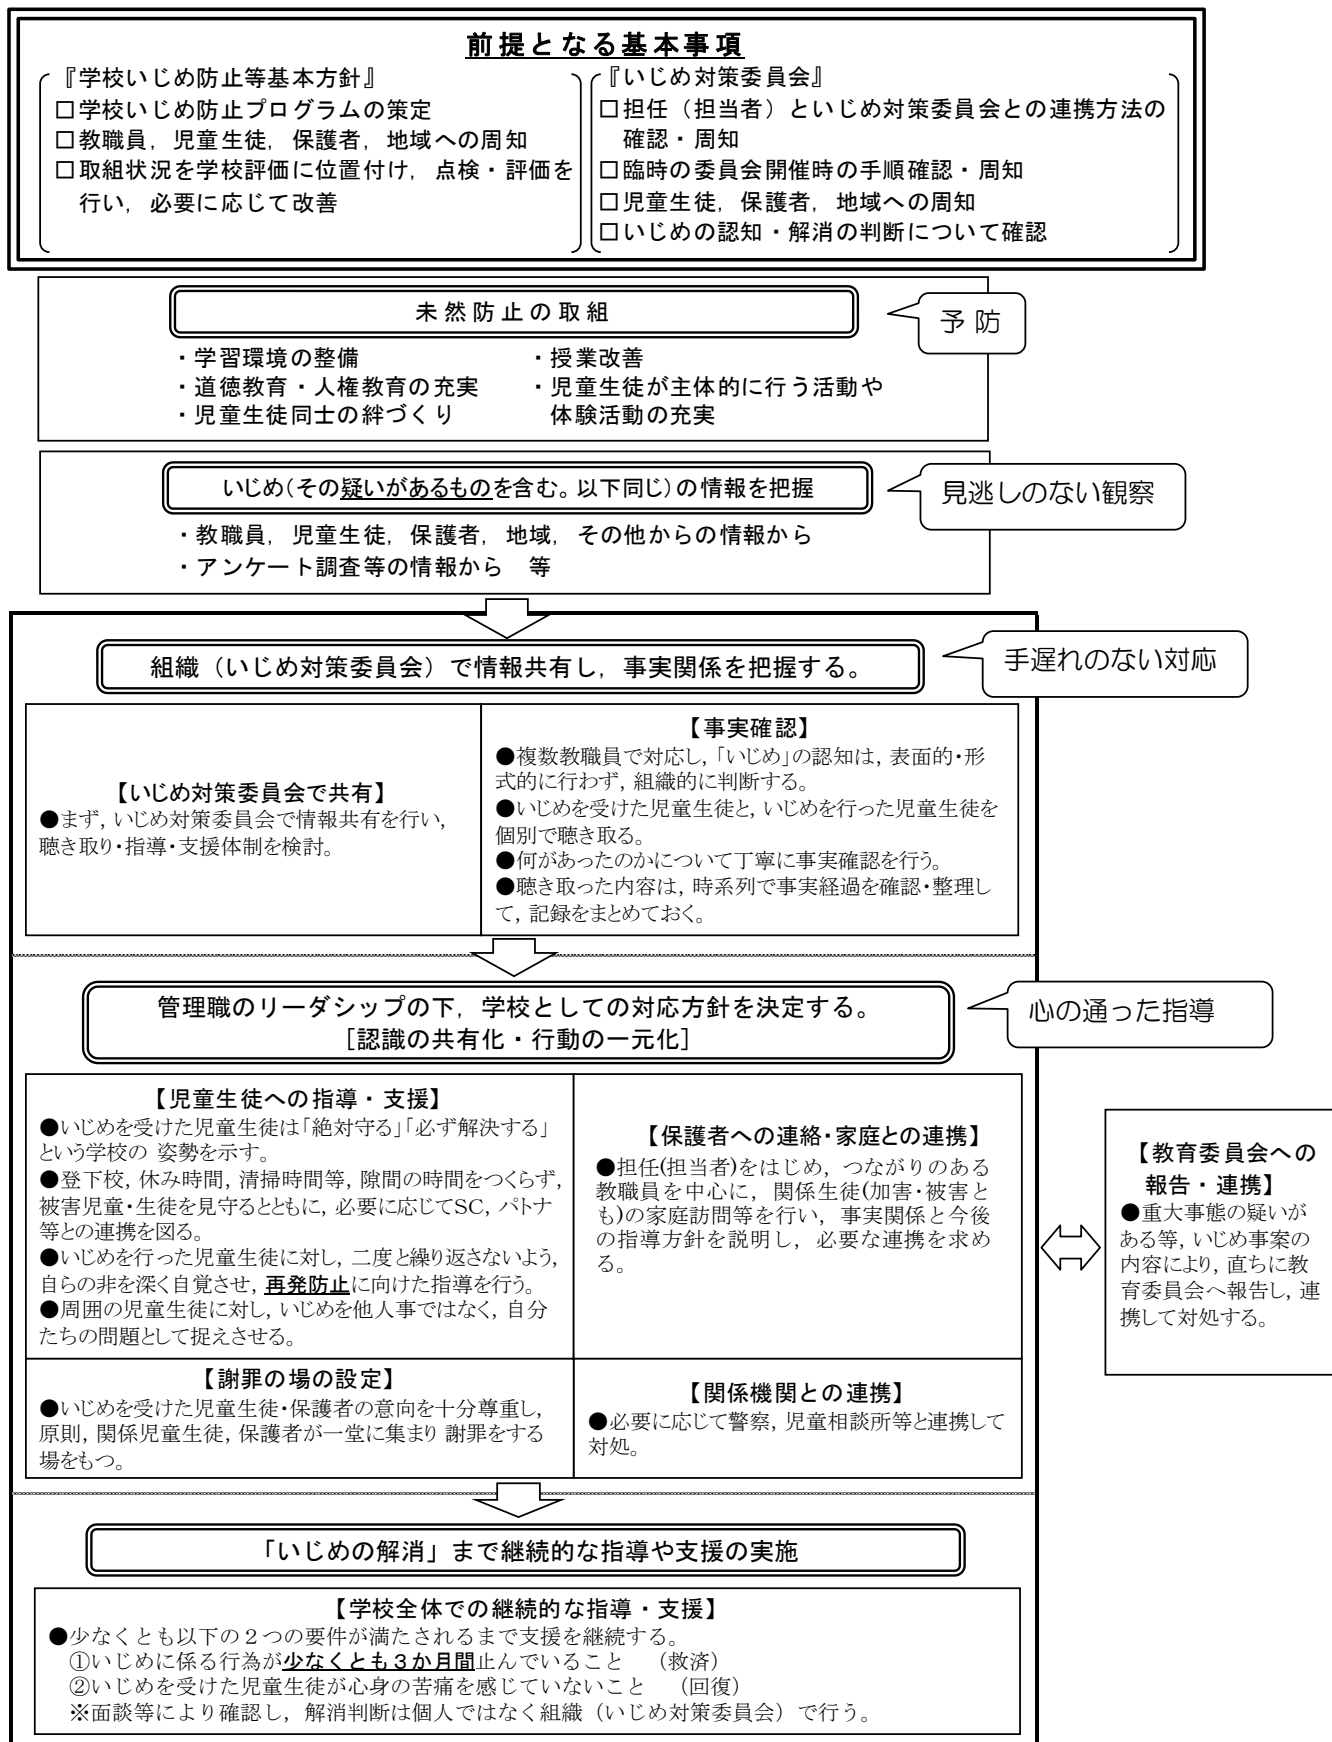 前提となる基本事項
『学校いじめ防止等基本方針』
□学校いじめ防止プログラムの策定
□教職員，児童生徒，保護者，地域への周知
□取組状況を学校評価に位置付け，点検・評価を
行い，必要に応じて改善
『いじめ対策委員会』
□担任（担当者）といじめ対策委員会との連携方法の
確認・周知
□臨時の委員会開催時の手順確認・周知
□児童生徒，保護者，地域への周知
□いじめの認知・解消の判断について確認
未然防止の取組
予防
・学習環境の整備
・道徳教育・人権教育の充実
・児童生徒同士の絆づくり
・授業改善
・児童生徒が主体的に行う活動や
体験活動の充実
いじめ（その疑いがあるものを含む。以下同じ）の情報を把握
見逃しのない観察
・教職員，児童生徒，保護者，地域，その他からの情報から
・アンケート調査等の情報から　等
組織（いじめ対策委員会）で情報共有し，事実関係を把握する。
手遅れのない対応
【いじめ対策委員会で共有】
●まず，いじめ対策委員会で情報共有を行い，
聴き取り・指導・支援体制を検討。
【事実確認】
●複数教職員で対応し，「いじめ」の認知は，表面的・形
式的に行わず，組織的に判断する。
●いじめを受けた児童生徒と，いじめを行った児童生徒を
個別で聴き取る。
●何があったのかについて丁寧に事実確認を行う。
●聴き取った内容は，時系列で事実経過を確認・整理し
て，記録をまとめておく。
管理職のリーダシップの下，学校としての対応方針を決定する。
［認識の共有化・行動の一元化］
心の通った指導
【児童生徒への指導・支援】
●いじめを受けた児童生徒は「絶対守る」「必ず解決する」
という学校の 姿勢を示す。
●登下校，休み時間，清掃時間等，隙間の時間をつくらず，
被害児童・生徒を見守るとともに，必要に応じてSC，パトナ
等との連携を図る。
●いじめを行った児童生徒に対し，二度と繰り返さないよう，
自らの非を深く自覚させ，再発防止に向けた指導を行う。
●周囲の児童生徒に対し，いじめを他人事ではなく，自分
たちの問題として捉えさせる。
【保護者への連絡・家庭との連携】
●担任(担当者)をはじめ，つながりのある
教職員を中心に，関係生徒(加害・被害と
も)の家庭訪問等を行い，事実関係と今後
の指導方針を説明し，必要な連携を求め
る。
【教育委員会への
報告・連携】
●重大事態の疑いが
ある等，いじめ事案の
内容により，直ちに教
育委員会へ報告し，連
携して対処する。
【謝罪の場の設定】
●いじめを受けた児童生徒・保護者の意向を十分尊重し，
原則，関係児童生徒，保護者が一堂に集まり 謝罪をする
場をもつ。
【関係機関との連携】
●必要に応じて警察，児童相談所等と連携して
対処。
「いじめの解消」まで継続的な指導や支援の実施
【学校全体での継続的な指導・支援】
●少なくとも以下の２つの要件が満たされるまで支援を継続する。
①いじめに係る行為が少なくとも３か月間止んでいること　（救済）
②いじめを受けた児童生徒が心身の苦痛を感じていないこと　（回復）
※面談等により確認し，解消判断は個人ではなく組織（いじめ対策委員会）で行う。